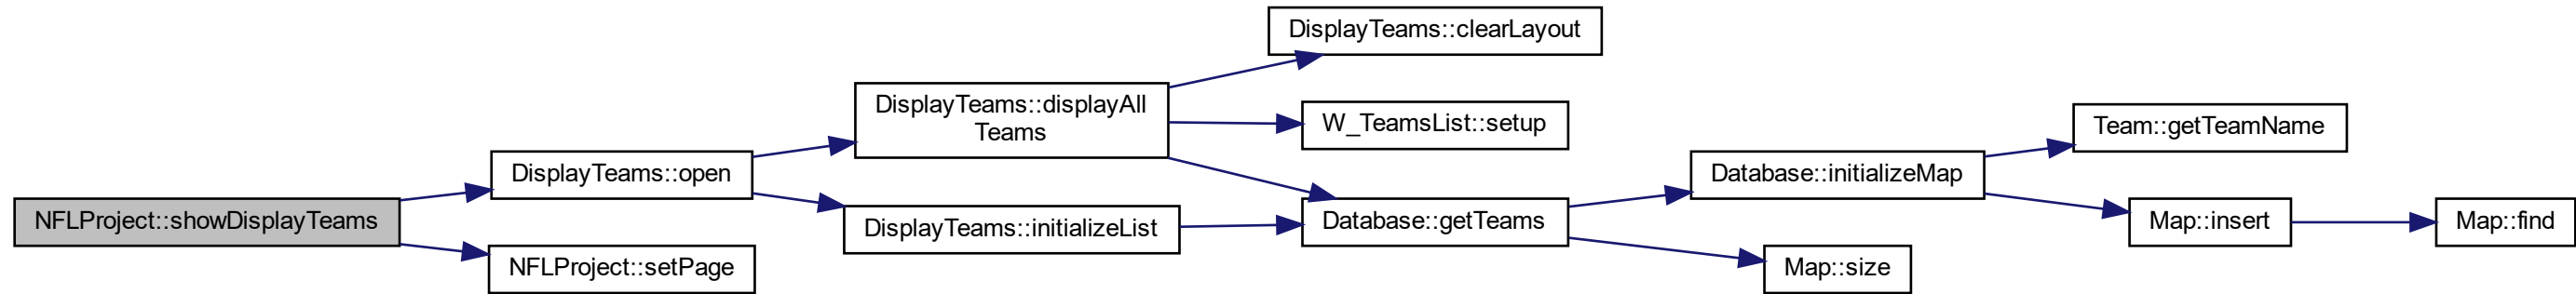 NFLProject::showDisplayTeams
DisplayTeams::open
NFLProject::setPage
DisplayTeams::displayAll
Teams
DisplayTeams::initializeList
DisplayTeams::clearLayout
W_TeamsList::setup
Database::getTeams
Database::initializeMap
Map::size
Team::getTeamName
Map::insert
Map::find